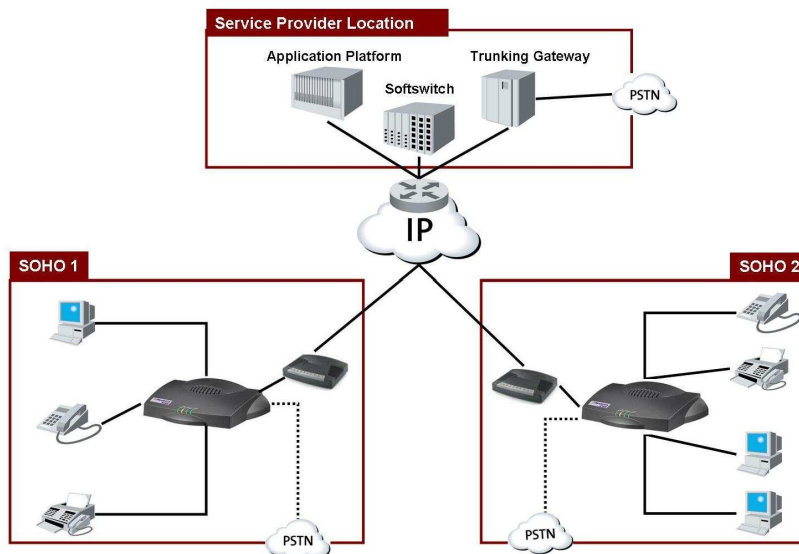 Service Provider Location
Application Platform
Trunking Gateway
Softswitch
PSTN
IP
SOHO 1
SOHO 2
PSTN
PSTN